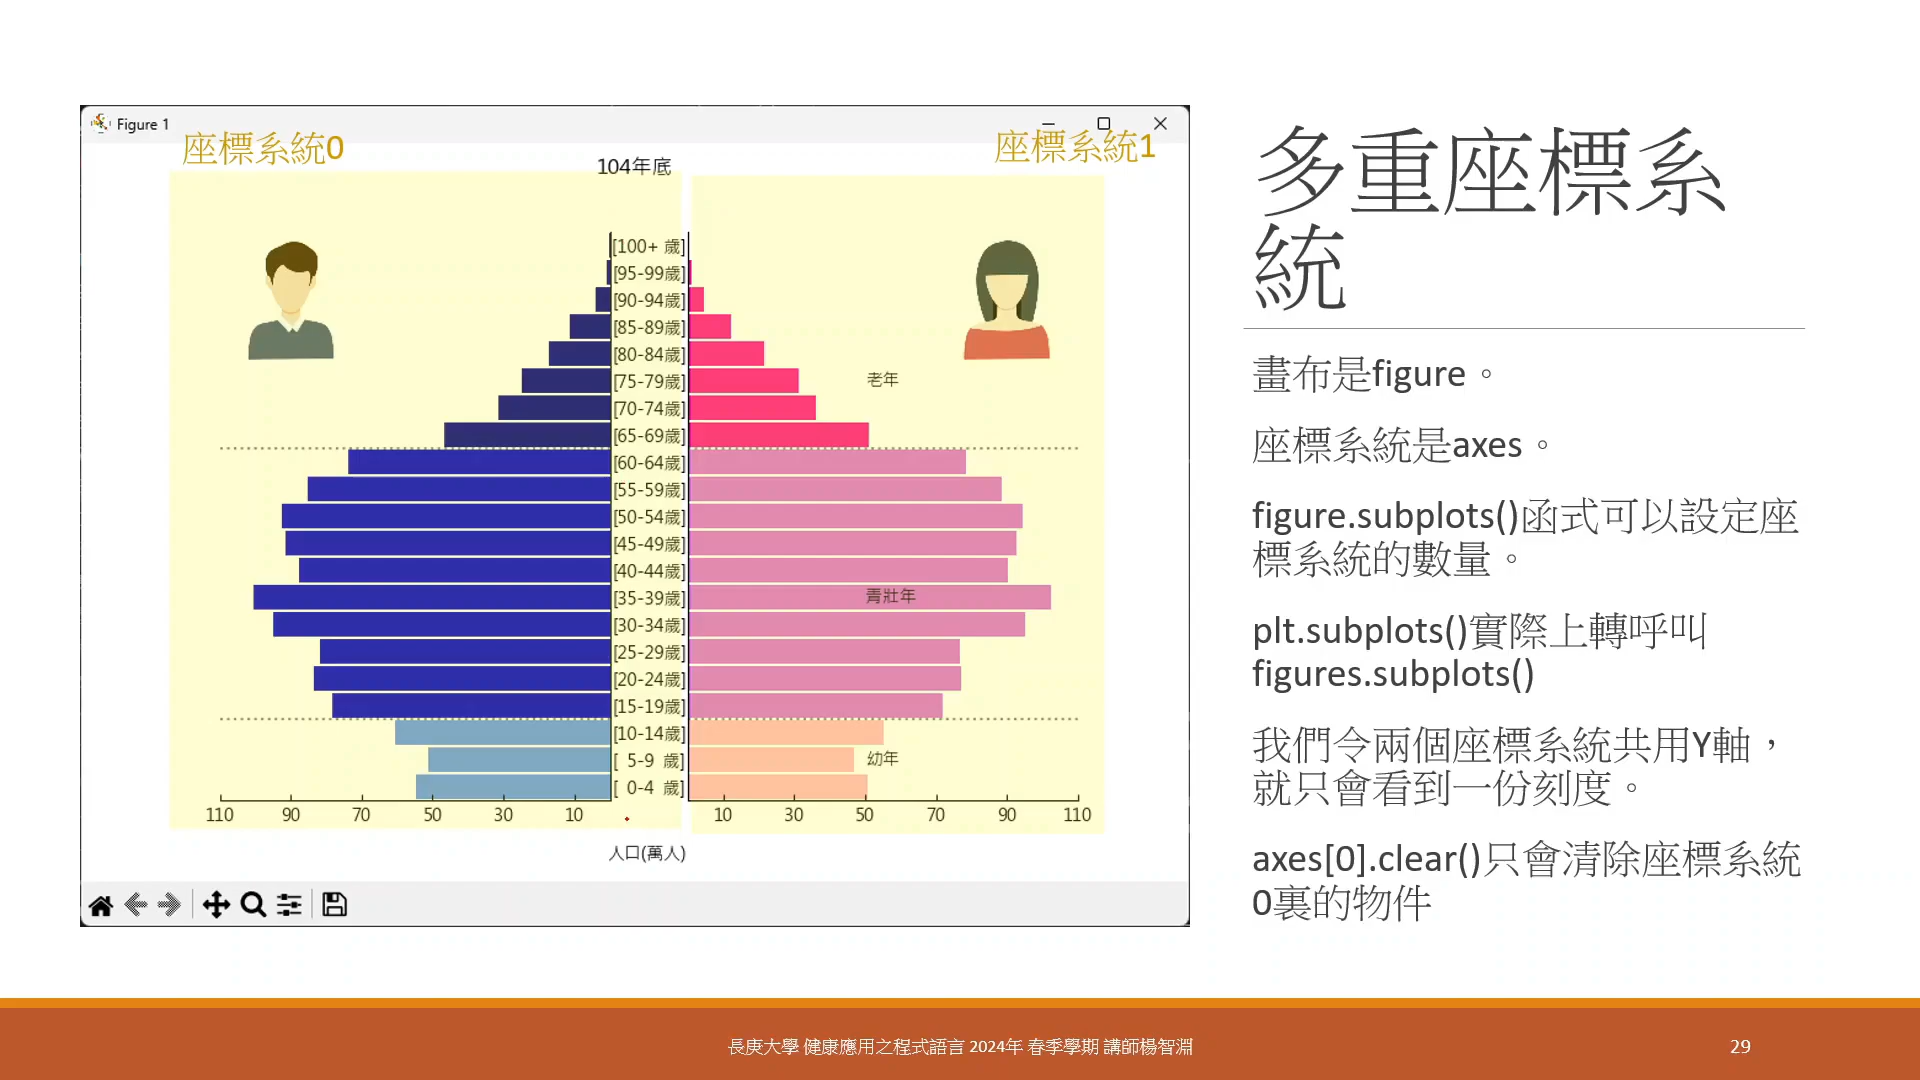 Figure 1
座標系統0
座標系統1
104年底
[100+ 歲]
[95-99歲]
[90-94歲]
[85-89歲]
[80-84歲]
[75-79歲]
老年
[70-74歲]
[65-69歲]
[60-64歲]
[55-59歲]
[50-54歲]
[45-49歲]
[40-44歲]
[35-39歲]
青壯年
[30-34歲]
[25-29歲]
[20-24歲]
[15-19歲]
[10-14歲]
[ 5-9 歲]
幼年
[ 0-4 歲]
110 90 70 50 30 10 10 30 50 70 90 110
人口(萬人)
多重座標系
統
畫布是figure。
座標系統是axes。
figure.subplots()函式可以設定座
標系統的數量。
plt.subplots()實際上轉呼叫
figures.subplots()
我們令兩個座標系統共用Y軸，
就只會看到一份刻度。
axes[0].clear()只會清除座標系統
0裏的物件
長庚大學 健康應用之程式語言 2024年 春季學期 講師楊智淵
29